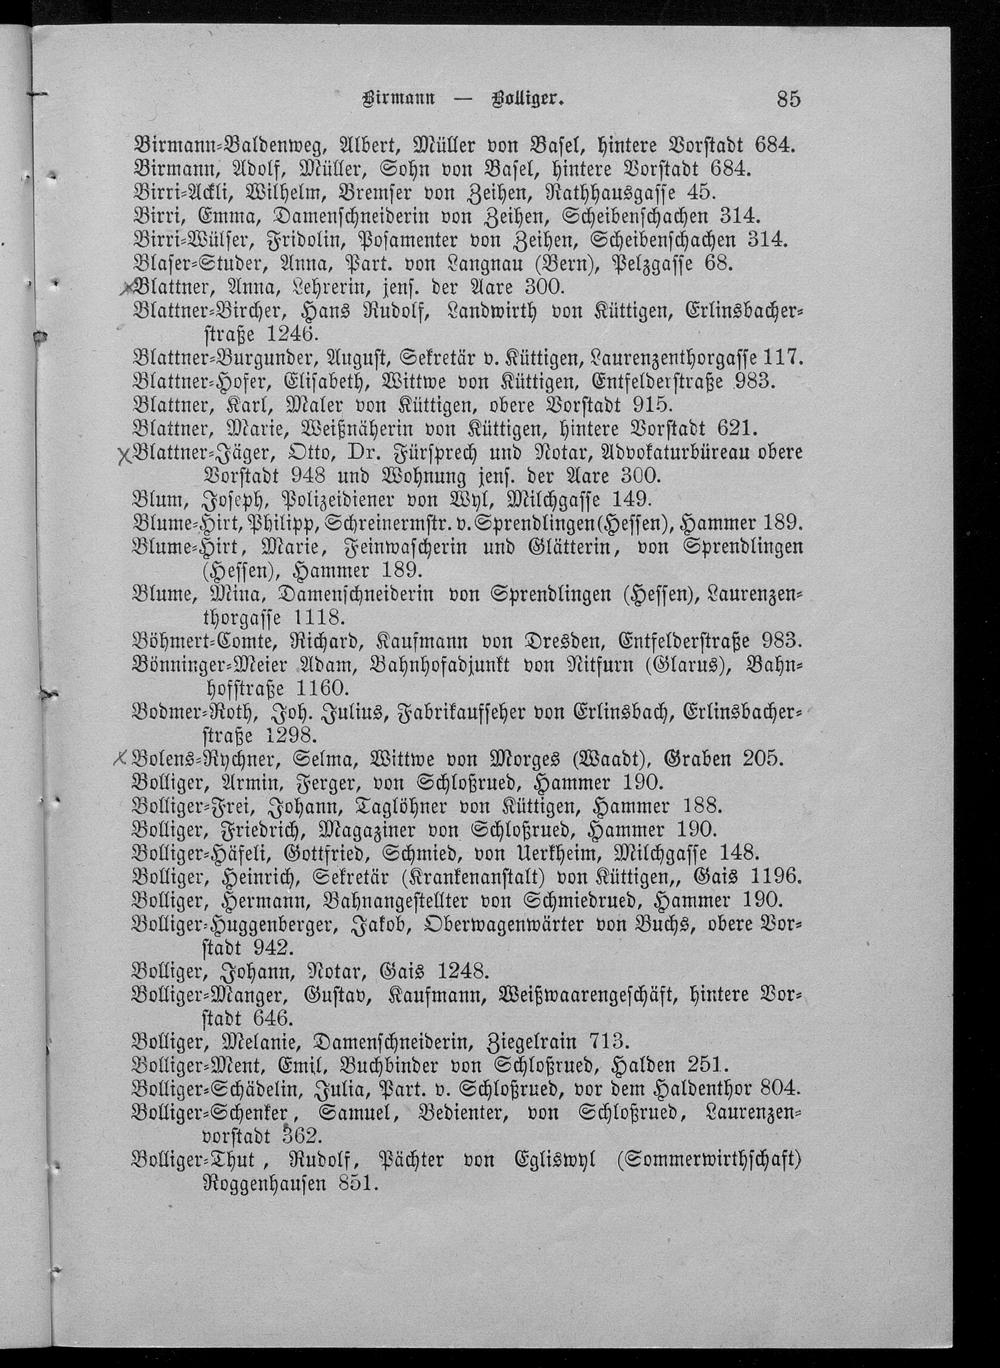 Birmann — Bolliger. 85
Birmann-Baldenweg, Albert, Müller von Basel, hintere Vorstadt 684.
Birmann, Adolf, Müller, Sohn von Basel, hintere Vorstadt 684.
Birri-Ackli, Wilhelm, Bremser von Zeihen, Rathhausgasse 45.
Birri, Emma, Damenschneiderin von Zeihen, Scheibenschachen 314.
Birri-Wülser, Fridolin, Posamenter von Zeihen, Scheibenschachen 314.
Blaser-Studer, Anna, Part. von Langnau (Bern), Pelzgasse 68.
Blattner, Anna, Lehrerin, jens. der Aare 300.
Blattner-Bircher, Hans Rudolf, Landwirth von Küttigen, Erlinsbacher-
straße 1246.
Blattner-Burgunder, August, Sekretär v. Küttigen, Laurenzenthorgasse 117.
Blattner-Hofer, Elisabeth, Wittwe von Küttigen, Entfelderstraße 983.
Blattner, Karl, Maler von Küttigen, obere Vorstadt 915.
Blattner, Marie, Weißnäherin von Küttigen, hintere Vorstadt 621.
x Blattner-Jäger, Otto, Dr. Fürsprech und Notar, Advokaturbüreau obere
Vorstadt 948 und Wohnung jens. der Aare 300.
Blum, Joseph, Polizeidiener von Wyl, Milchgasse 149.
Blume-Hirt, Philipp, Schreinermstr. v. Sprendlingen (Hessen), Hammer 189.
Blume-Hirt, Marie, Feinwascherin und Glätterin, von Sprendlingen
(Hessen), Hammer 189.
Blume, Mina, Damenschneiderin von Sprendlingen (Hessen), Laurenzen-
thorgasse 1118.
Böhmert-Comte, Richard, Kaufmann von Dresden, Entfelderstraße 983.
Bönninger-Meier Adam, Bahnhofadjunkt von Nitfurn (Glarus), Bahn-
hofstraße 1160.
Bodmer-Roth, Joh. Julius, Fabrikaufseher von Erlinsbach, Erlinsbacher-
straße 1298.
x Bolens-Rychner, Selma, Wittwe von Morges (Waadt), Graben 205.
Bolliger, Armin, Ferger, von Schloßrued, Hammer 190.
Bolliger-Frei, Johann, Taglöhner von Küttigen, Hammer 188.
Bolliger, Friedrich, Magaziner von Schloßrued, Hammer 190.
Bolliger-Häfeli, Gottfried, Schmied, von Uerkheim, Milchgasse 148.
Bolliger, Heinrich, Sekretär (Krankenanstalt) von Küttigen,, Gais 1196.
Bolliger, Hermann, Bahnangestellter von Schmiedrued, Hammer 190.
Bolliger-Huggenberger, Jakob, Oberwagenwärter von Buchs, obere Vor-
stadt 942.
Bolliger, Johann, Notar, Gais 1248.
Bolliger-Manger, Gustav, Kaufmann, Weißwaarengeschäft, hintere Vor-
stadt 646.
Bolliger, Melanie, Damenschneiderin, Ziegelrain 713.
Bolliger-Ment, Emil, Buchbinder von Schloßrued, Halden 251.
Bolliger-Schädelin, Julia, Part. v. Schloßrued, vor dem Haldenthor 804.
Bolliger-Schenker, Samuel, Bedienter, von Schloßrued, Laurenzen-
vorstadt 362.
Bolliger-Thut, Rudolf, Pächter von Egliswyl (Sommerwirthschaft)
Roggenhausen 851.